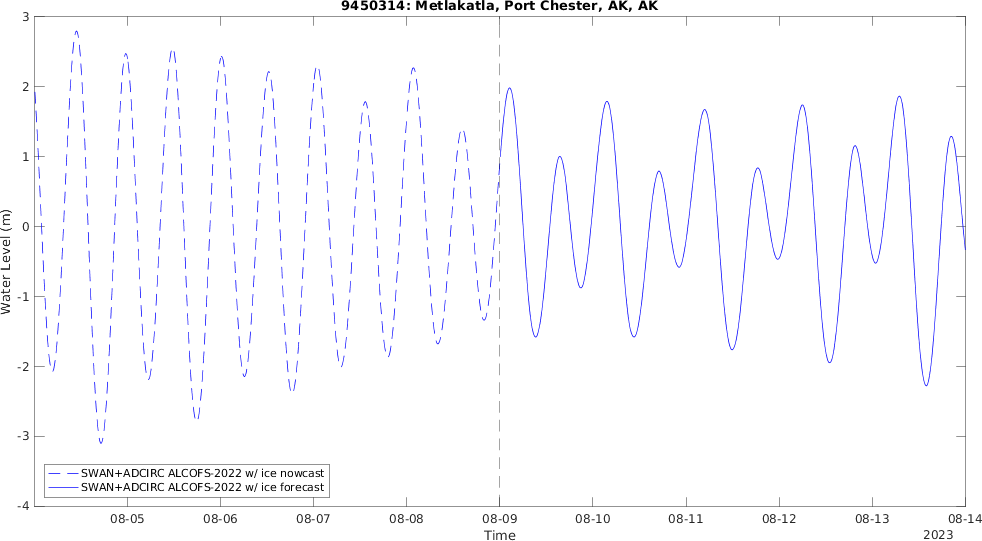 9450314: Metlakatla, Port Chester, AK, AK
3
2
1
0
-1
-2
-3
-4
Water Level (m)
SWAN+ADCIRC ALCOFS-2022 w/ ice nowcast
SWAN+ADCIRC ALCOFS-2022 w/ ice forecast
08-05 08-06 08-07 08-08 08-09 08-10 08-11 08-12 08-13 08-14
Time
2023